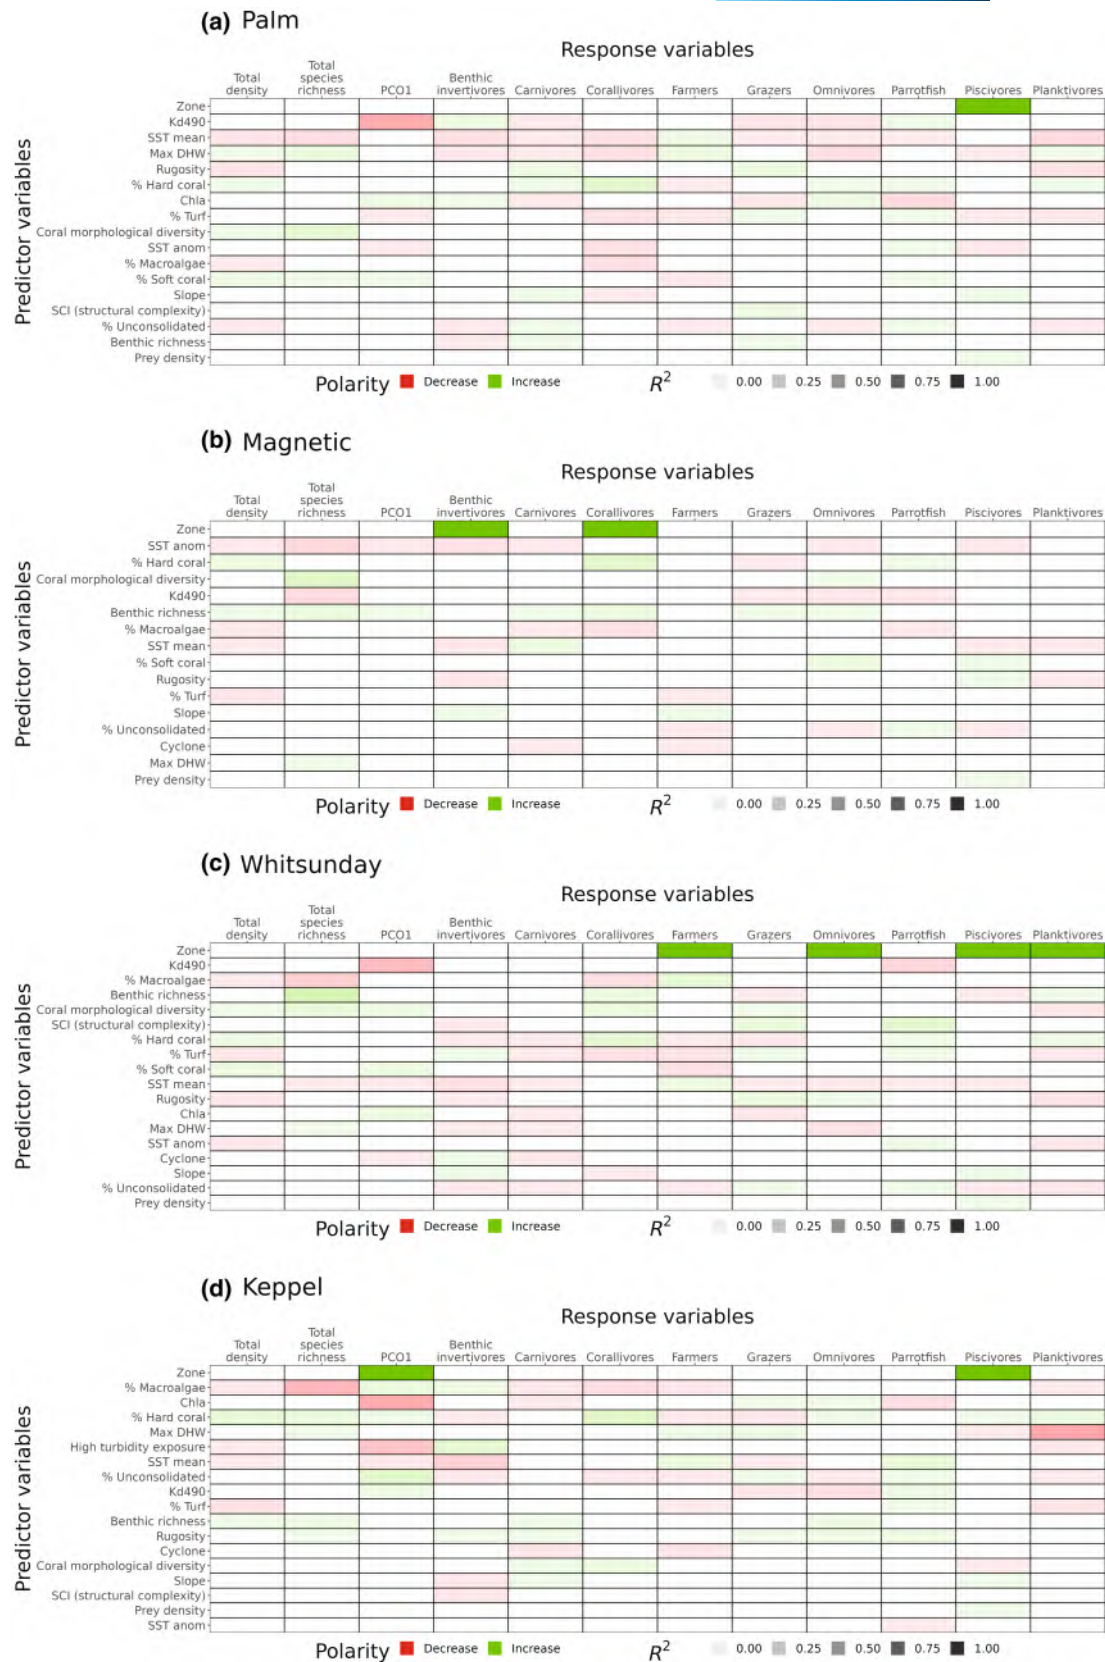 (a) Palm
Response variables
Total density
Total species richness
PCO1
Benthic invertivores
Carnivores
Corallivores
Farmers
Grazers
Omnivores
Parrotfish
Piscivores
Planktivores
Predictor variables
Zone
Kd490
SST mean
Max DHW
Rugosity
% Hard coral
Chla
% Turf
Coral morphological diversity
SST anom
% Macroalgae
% Soft coral
Slope
SCI (structural complexity)
% Unconsolidated
Benthic richness
Prey density
Polarity Decrease Increase R² 0.00 0.25 0.50 0.75 1.00
(b) Magnetic
Response variables
Total density
Total species richness
PCO1
Benthic invertivores
Carnivores
Corallivores
Farmers
Grazers
Omnivores
Parrotfish
Piscivores
Planktivores
Predictor variables
Zone
SST anom
% Hard coral
Coral morphological diversity
Kd490
Benthic richness
% Macroalgae
SST mean
% Soft coral
Rugosity
% Turf
Slope
% Unconsolidated
Cyclone
Max DHW
Prey density
Polarity Decrease Increase R² 0.00 0.25 0.50 0.75 1.00
(c) Whitsunday
Response variables
Total density
Total species richness
PCO1
Benthic invertivores
Carnivores
Corallivores
Farmers
Grazers
Omnivores
Parrotfish
Piscivores
Planktivores
Predictor variables
Zone
Kd490
% Macroalgae
Benthic richness
Coral morphological diversity
SCI (structural complexity)
% Hard coral
% Turf
% Soft coral
SST mean
Rugosity
Chla
Max DHW
SST anom
Cyclone
Slope
% Unconsolidated
Prey density
Polarity Decrease Increase R² 0.00 0.25 0.50 0.75 1.00
(d) Keppel
Response variables
Total density
Total species richness
PCO1
Benthic invertivores
Carnivores
Corallivores
Farmers
Grazers
Omnivores
Parrotfish
Piscivores
Planktivores
Predictor variables
Zone
% Macroalgae
Chla
% Hard coral
Max DHW
High turbidity exposure
SST mean
% Unconsolidated
Kd490
% Turf
Benthic richness
Rugosity
Cyclone
Coral morphological diversity
Slope
SCI (structural complexity)
Prey density
SST anom
Polarity Decrease Increase R² 0.00 0.25 0.50 0.75 1.00